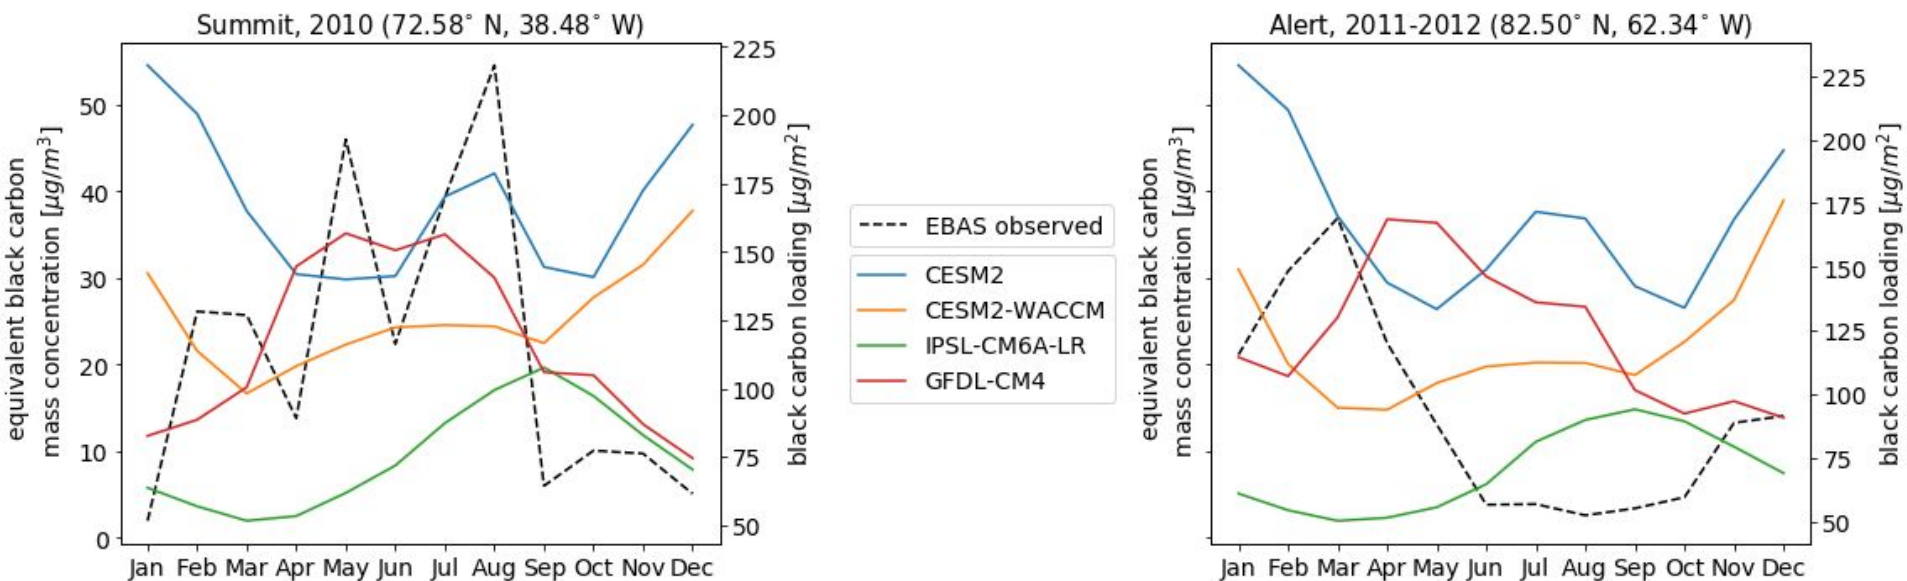 Summit, 2010 (72.58° N, 38.48° W)
equivalent black carbon
mass concentration [μg/m³]
50
40
30
20
10
0
225
200
175
150
125
100
75
50
black carbon loading [μg/m²]
Jan Feb Mar Apr May Jun Jul Aug Sep Oct Nov Dec
EBAS observed
CESM2
CESM2-WACCM
IPSL-CM6A-LR
GFDL-CM4
Alert, 2011-2012 (82.50° N, 62.34° W)
equivalent black carbon
mass concentration [μg/m³]
225
200
175
150
125
100
75
50
black carbon loading [μg/m²]
Jan Feb Mar Apr May Jun Jul Aug Sep Oct Nov Dec